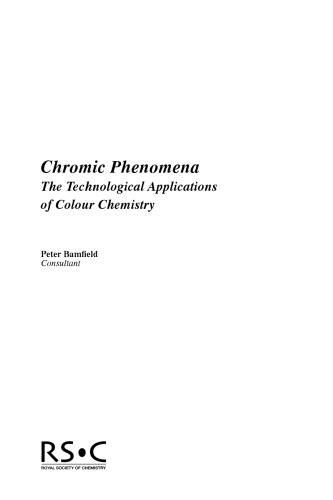 Chromic Phenomena
The Technological Applications
of Colour Chemistry
Peter Bamfield
Consultant
RS•C
ROYAL SOCIETY OF CHEMISTRY